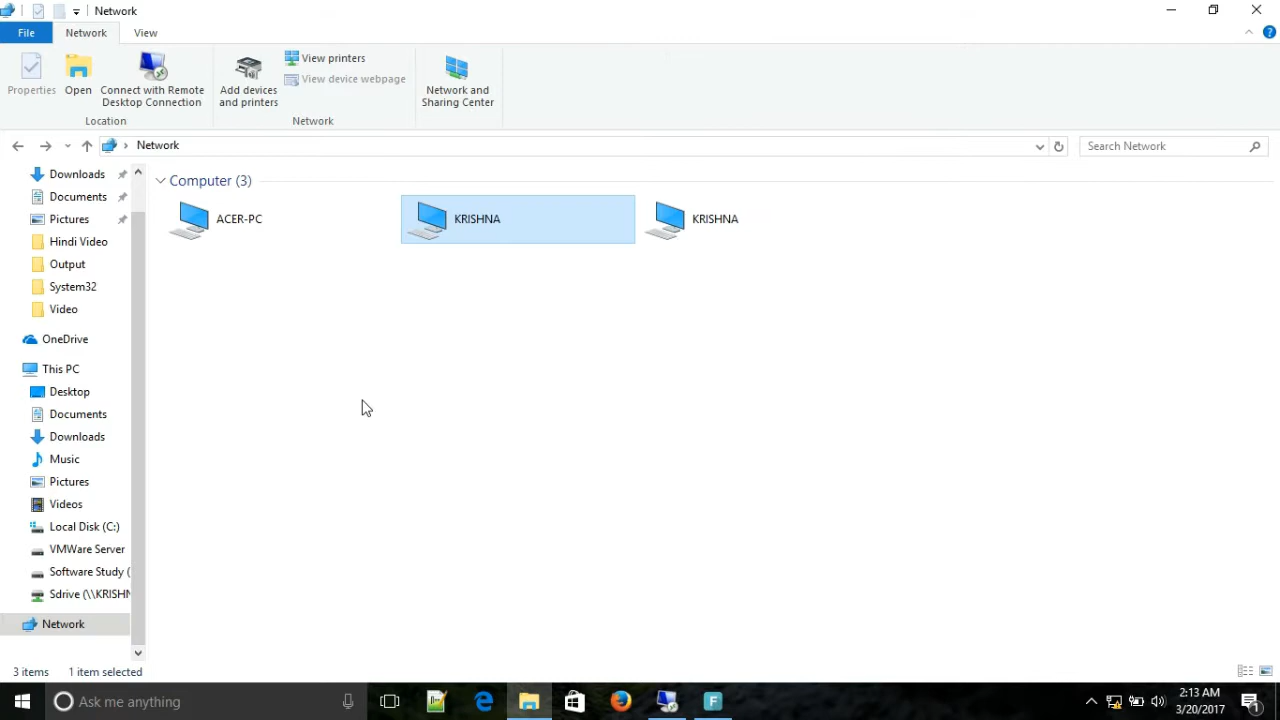 Network
File
Network
View
Properties
Open
Connect with Remote
Desktop Connection
Location
Add devices
and printers
View printers
View device webpage
Network
Network and
Sharing Center
Network
Search Network
Downloads
Documents
Pictures
Hindi Video
Output
System32
Video
OneDrive
This PC
Desktop
Documents
Downloads
Music
Pictures
Videos
Local Disk (C:)
VMWare Server
Software Study (
Sdrive (\\KRISHN
Network
Computer (3)
ACER-PC
KRISHNA
KRISHNA
3 items
1 item selected
Ask me anything
2:13 AM
3/20/2017
1